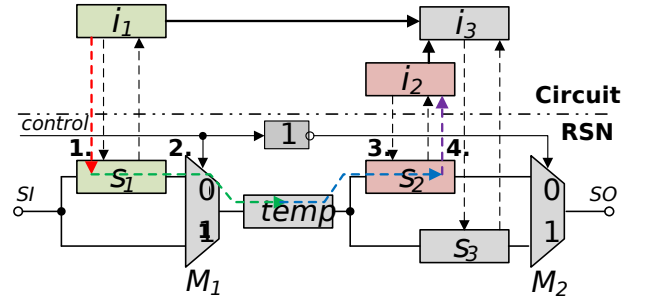 i1
i3
i2
Circuit
control
1
RSN
1.
2.
3.
4.
s1
0
s2
0
SI
temp
SO
1
s3
1
M1
M2